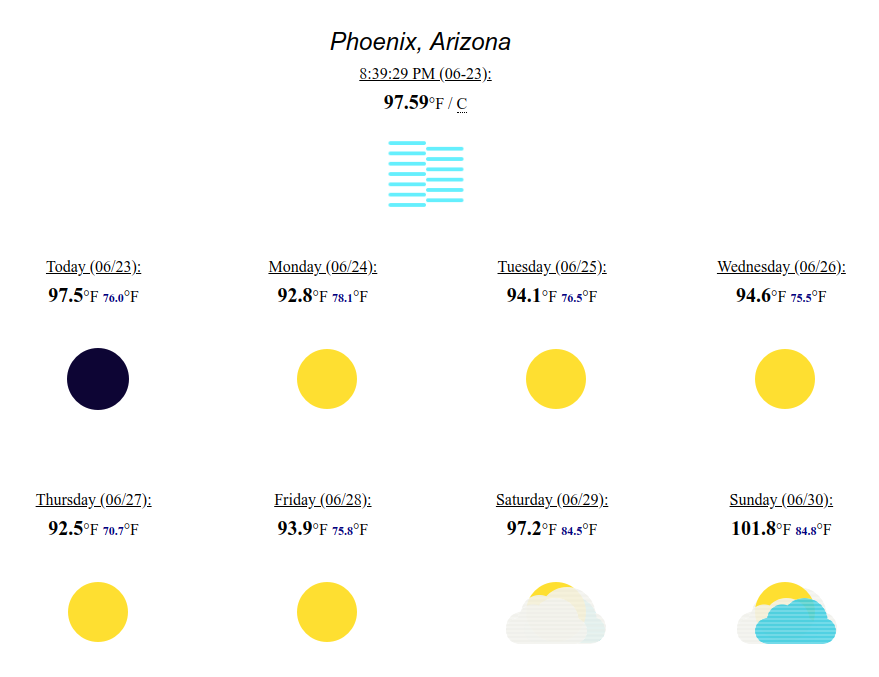 Phoenix, Arizona
8:39:29 PM (06-23):
97.59°F / C
Today (06/23):
97.5°F 76.0°F
Monday (06/24):
92.8°F 78.1°F
Tuesday (06/25):
94.1°F 76.5°F
Wednesday (06/26):
94.6°F 75.5°F
Thursday (06/27):
92.5°F 70.7°F
Friday (06/28):
93.9°F 75.8°F
Saturday (06/29):
97.2°F 84.5°F
Sunday (06/30):
101.8°F 84.8°F